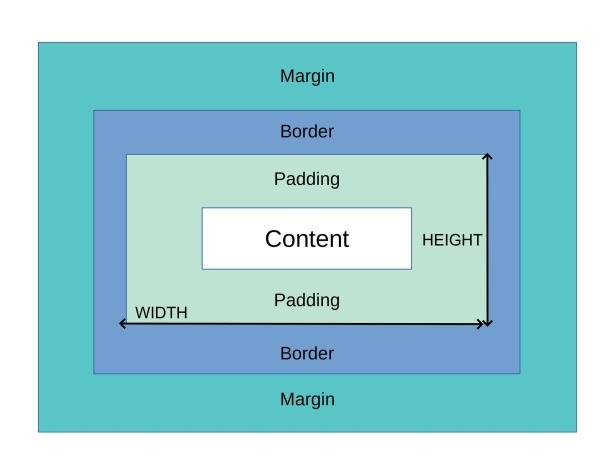 Margin
Border
Padding
Content
HEIGHT
Padding
WIDTH
Border
Margin